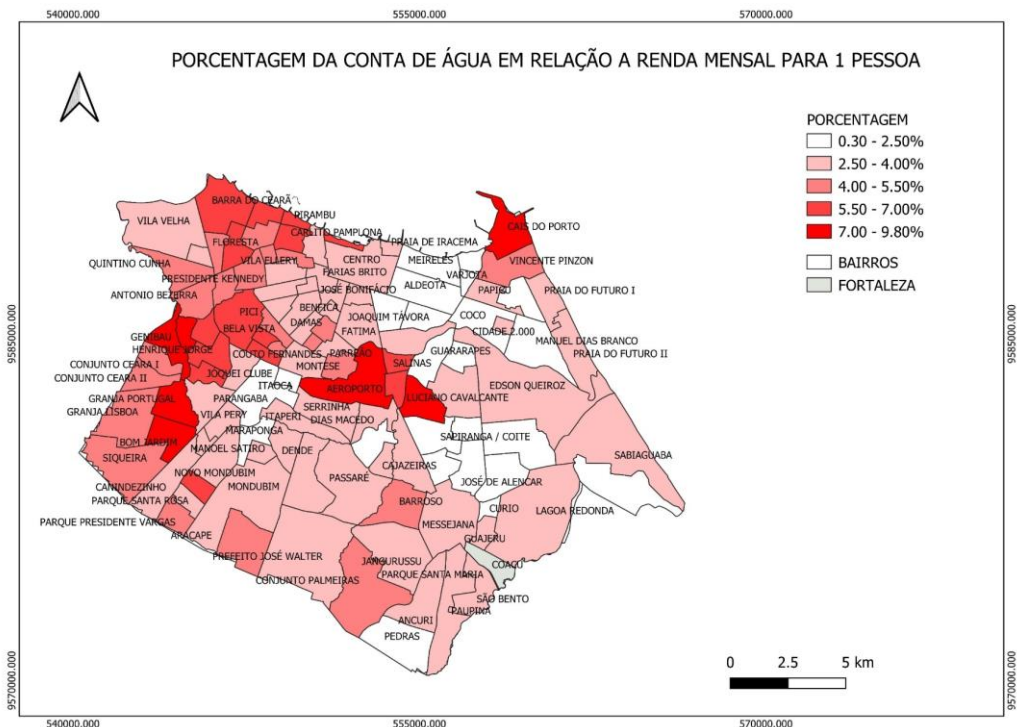 540000.000 555000.000 570000.000
PORCENTAGEM DA CONTA DE ÁGUA EM RELAÇÃO A RENDA MENSAL PARA 1 PESSOA
PORCENTAGEM
0.30 - 2.50%
2.50 - 4.00%
4.00 - 5.50%
5.50 - 7.00%
7.00 - 9.80%
BAIRROS
FORTALEZA
9585000.000
9585000.000
BARRA DO CEARÃ
PIRAMBU
VILA VELHA
CARLITO PAMPLONA
CAIS DO PORTO
FLORESTA
PRAIA DE IRACEMA
QUINTINO CUNHA
VILA ELLERY
CENTRO
MEIRELES
VICENTE PINZON
FARIAS BRITO
PRESIDENTE KENNEDY
VARJOTA
ALDEOTA
ANTONIO BEZERRA
JOSÉ BONIFÁCIO
PAPICO
PRAIA DO FUTURO I
PICI
BENFICA
JOAQUIM TÁVORA
COCO
BELA VISTA
DAMAS
FATIMA
CIDADE 2.000
GENIBAU
MANUEL DIAS BRANCO
HENRIQUE JORGE
COUTO FERNANDES
PARREÃO
GUARARAPES
PRAIA DO FUTURO II
CONJUNTO CEARA I
MONTESE
SALINAS
CONJUNTO CEARA II
JOQUEI CLUBE
ITAOCA
AEROPORTO
EDSON QUEIROZ
GRANJA PORTUGAL
PARANGABA
LUCIANO CAVALCANTE
GRANJA LISBOA
VILA PERY
ITAPERI
SERRINHA
DIAS MACEDO
MARAPONGA
BOM JARDIM
MANOEL SATIRO
DENDE
SAPIRANGA / COITE
SIQUEIRA
CAJAZEIRAS
SABIAGUABA
NOVO MONDUBIM
PASSARÉ
CANINDEZINHO
MONDUBIM
JOSÉ DE ALENCAR
PARQUE SANTA ROSA
BARROSO
CURIO
LAGOA REDONDA
PARQUE PRESIDENTE VARGAS
MESSEJANA
ARACAPE
GUAJERU
PREFEITO JOSÉ WALTER
JANGURUSSU
COAÇU
CONJUNTO PALMEIRAS
PARQUE SANTA MARIA
SÃO BENTO
PAUPINA
ANCURI
PEDRAS
0 2.5 5 km
9570000.000
9570000.000
540000.000 555000.000 570000.000